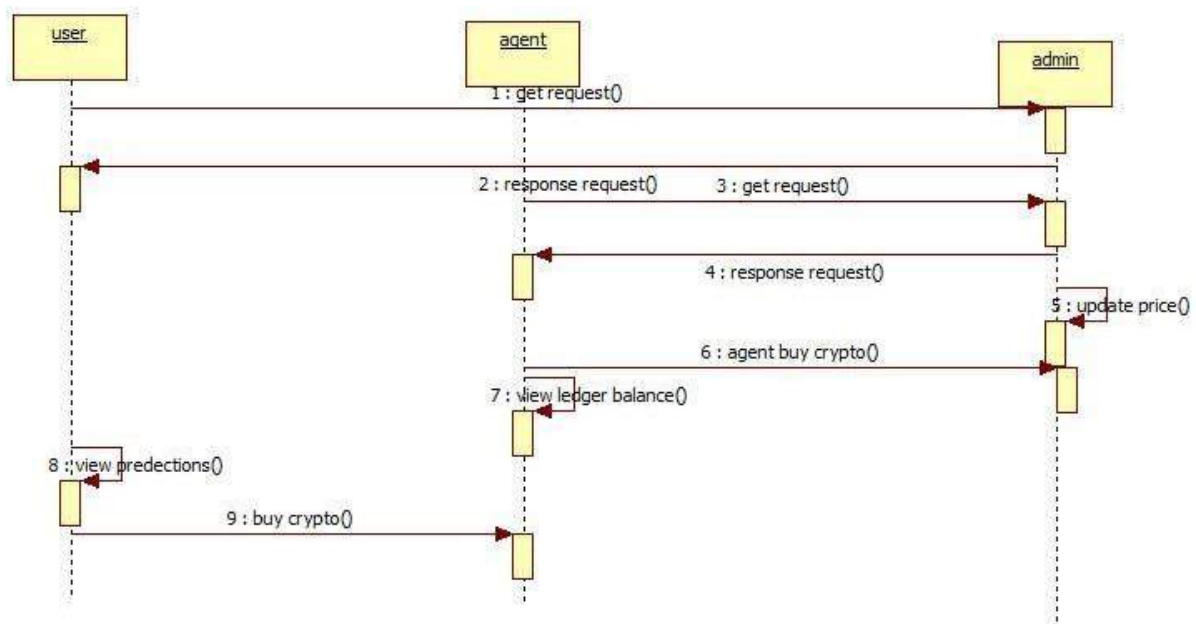 user
agent
admin
1 : get request()
2 : response request()
3 : get request()
4 : response request()
5 : update price()
6 : agent buy crypto()
7 : view ledger balance()
8 : view predections()
9 : buy crypto()